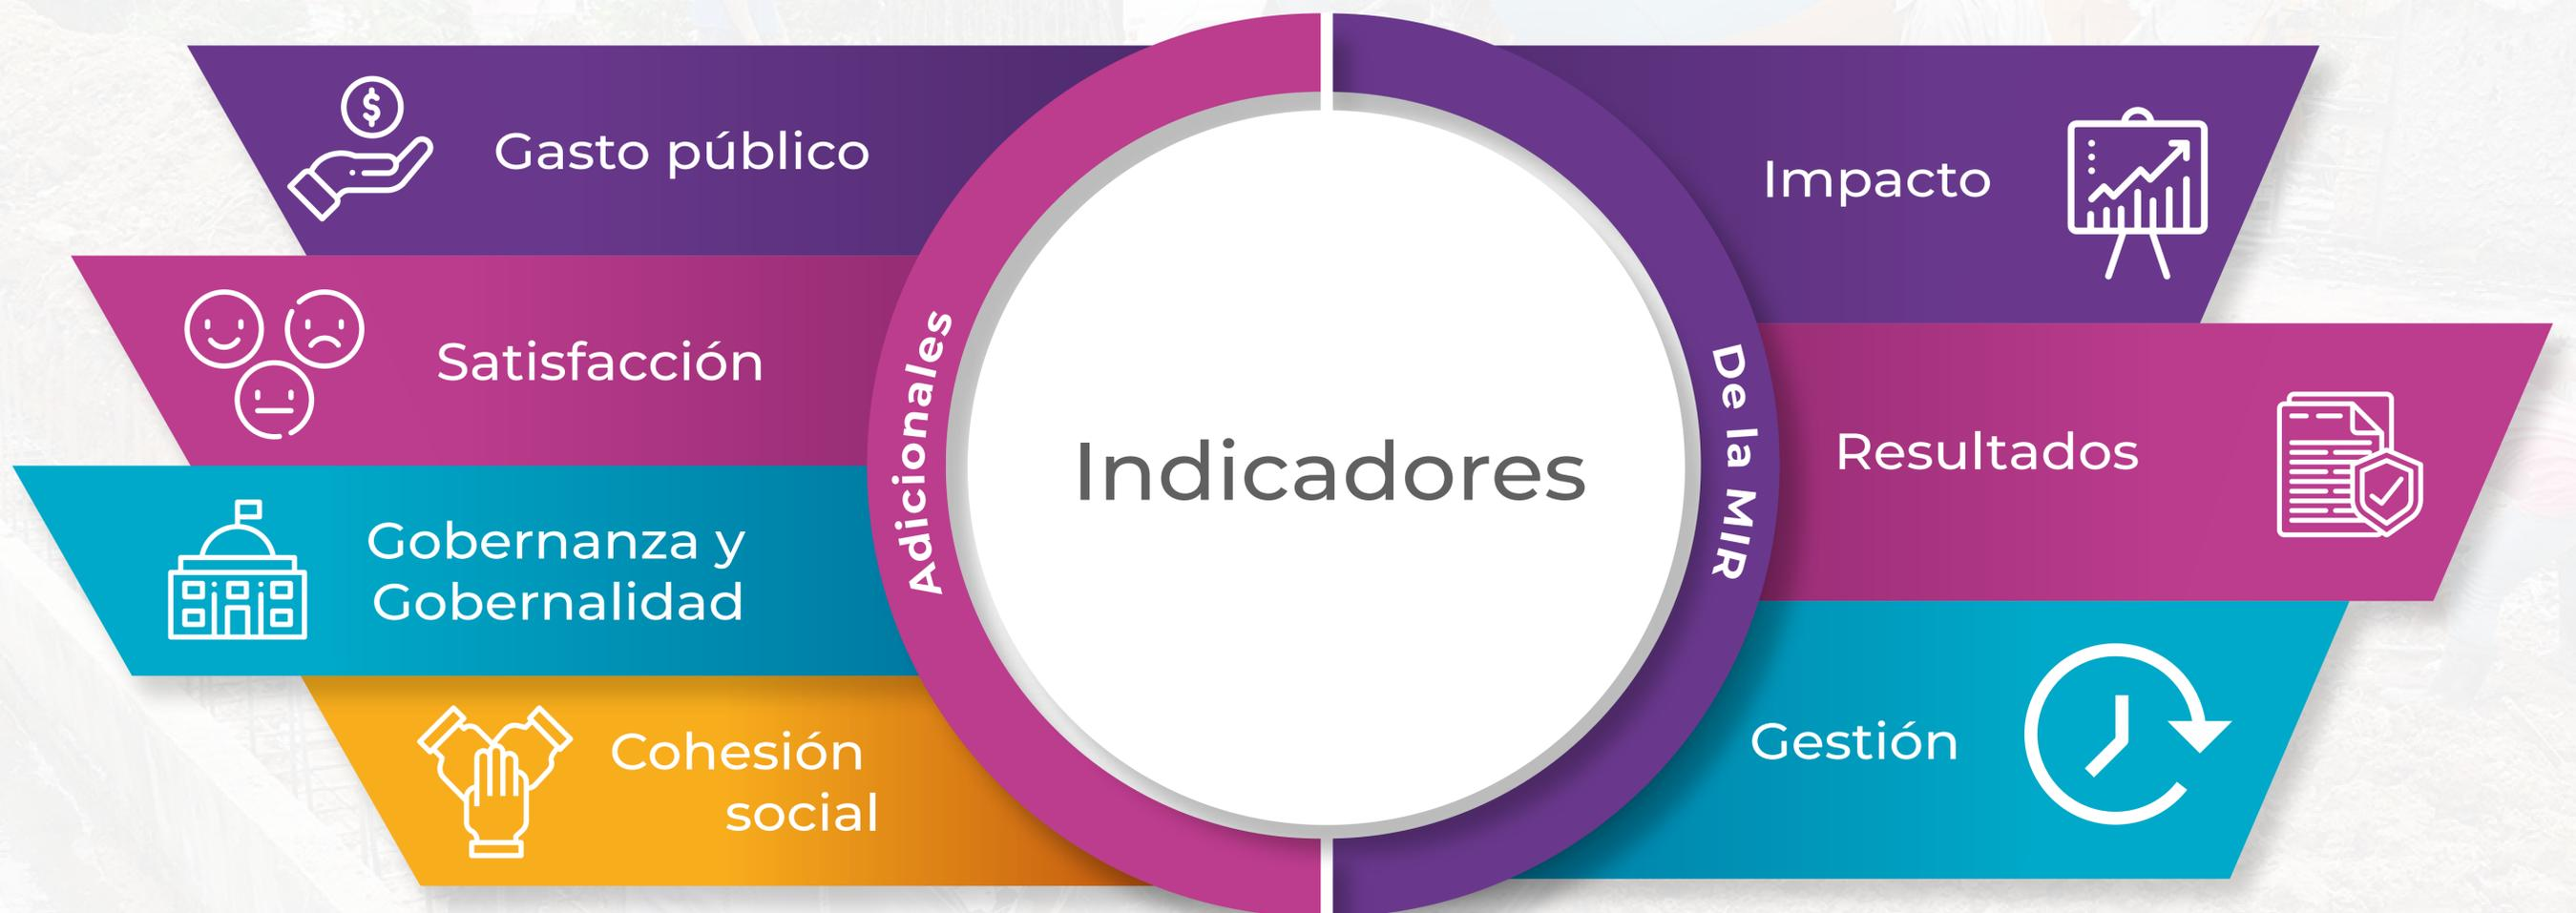 Gasto público
Satisfacción
Gobernanza y
Gobernalidad
Cohesión
social
Adicionales
Indicadores
De la MIR
Impacto
Resultados
Gestión